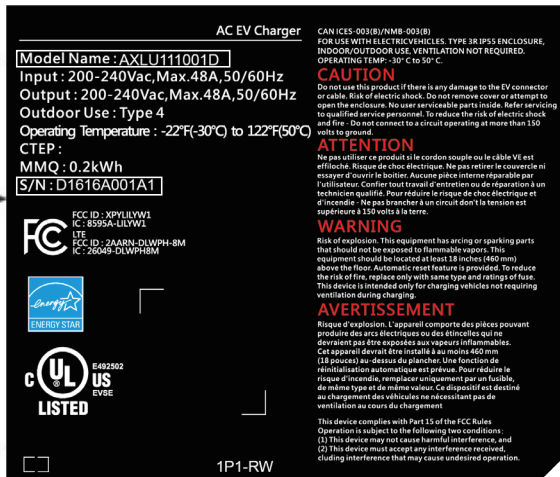 AC EV Charger
Model Name : AXLU111001D
Input : 200-240Vac,Max.48A,50/60Hz
Output : 200-240Vac,Max.48A,50/60Hz
Outdoor Use : Type 4
Operating Temperature : -22°F(-30°C) to 122°F(50°C)
CTEP :
MMQ : 0.2kWh
S/N : D1616A001A1
FC
FCC ID : XPYLILYW1
IC : 8595A-LILYW1
LTE
FCC ID : 2AARN-DLWPH-8M
IC : 26049-DLWPH8M
energy
ENERGY STAR
C UL US
®
LISTED
E492502
EVSE
1P1-RW
CAN ICES-003(B)/NMB-003(B)
FOR USE WITH ELECTRICVEHICLES. TYPE 3R IP55 ENCLOSURE,
INDOOR/OUTDOOR USE, VENTILATION NOT REQUIRED.
OPERATING TEMP: -30° C to 50° C.
CAUTION
Do not use this product if there is any damage to the EV connector
or cable. Risk of electric shock. Do not remove cover or attempt to
open the enclosure. No user serviceable parts inside. Refer servicing
to qualified service personnel. To reduce the risk of electric shock
and fire - Do not connect to a circuit operating at more than 150
volts to ground.
ATTENTION
Ne pas utiliser ce produit si le cordon souple ou le câble VE est
effiloché. Risque de choc électrique. Ne pas retirer le couvercle ni
essayer d'ouvrir le boitier. Aucune pièce interne réparable par
l'utilisateur. Confier tout travail d'entretien ou de réparation à un
technicien qualifié. Pour réduire le risque de choc électrique et
d'incendie - Ne pas brancher à un circuit don't la tension est
supérieure à 150 volts à la terre.
WARNING
Risk of explosion. This equipment has arcing or sparking parts
that should not be exposed to flammable vapors. This
equipment should be located at least 18 inches (460 mm)
above the floor. Automatic reset feature is provided. To reduce
the risk of fire, replace only with same type and ratings of fuse.
This device is intended only for charging vehicles not requiring
ventilation during charging.
AVERTISSEMENT
Risque d'explosion. L'appareil comporte des pièces pouvant
produire des arcs électriques ou des étincelles qui ne
devraient pas être exposées aux vapeurs inflammables.
Cet appareil devrait être installé à au moins 460 mm
(18 pouces) au-dessus du plancher. Une fonction de
réinitialisation automatique est prévue. Pour réduire le
risque d'incendie, remplacer uniquement par un fusible,
de même type et de même valeur. Ce dispositif est destiné
au chargement des véhicules ne nécessitant pas de
ventilation au cours du chargement
This device complies with Part 15 of the FCC Rules
Operation is subject to the following two conditions :
(1) This device may not cause harmful interference, and
(2) This device must accept any interference received,
cluding interference that may cause undesired operation.